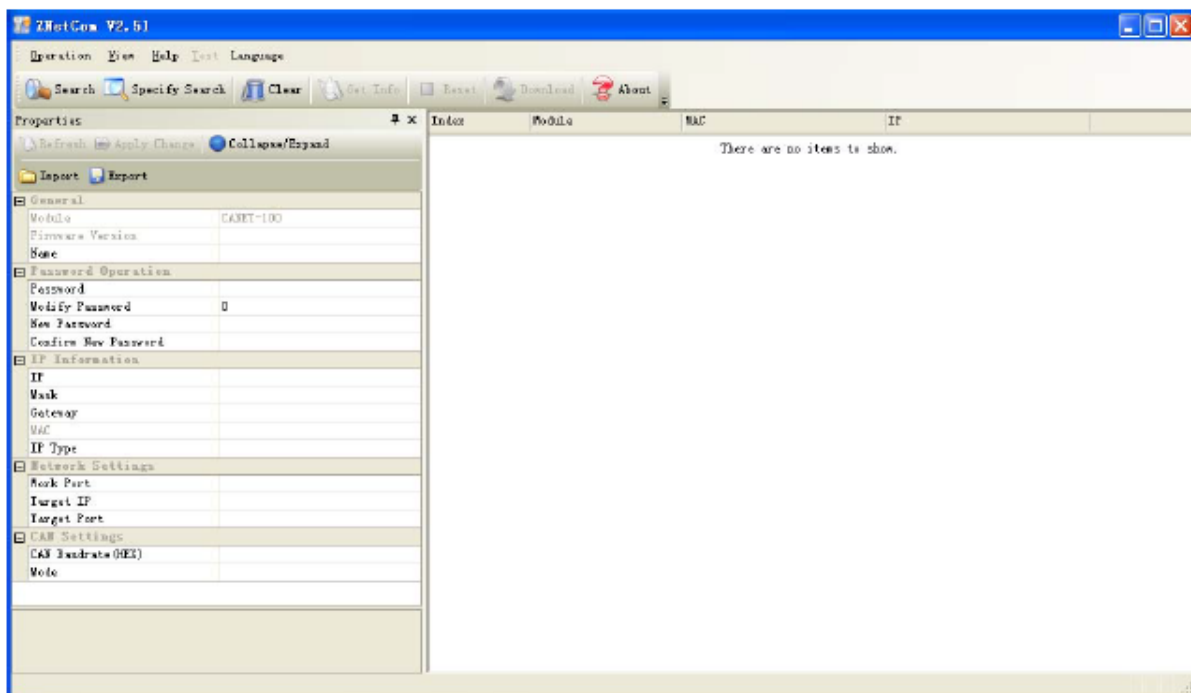 ZNetCom V2.51
Operation View Help Test Language
Search Specify Search Clear Get Info Reset Download About
Properties
Index Module MAC IP
Refresh Apply Change Collapse/Expand
There are no items to show.
Import Export
General
Module CANET-100
Firmware Version
Name
Password Operation
Password
Modify Password 0
New Password
Confirm New Password
IP Information
IP
Mask
Gateway
MAC
IP Type
Network Settings
Work Port
Target IP
Target Port
CAN Settings
CAN Baudrate(HEX)
Mode